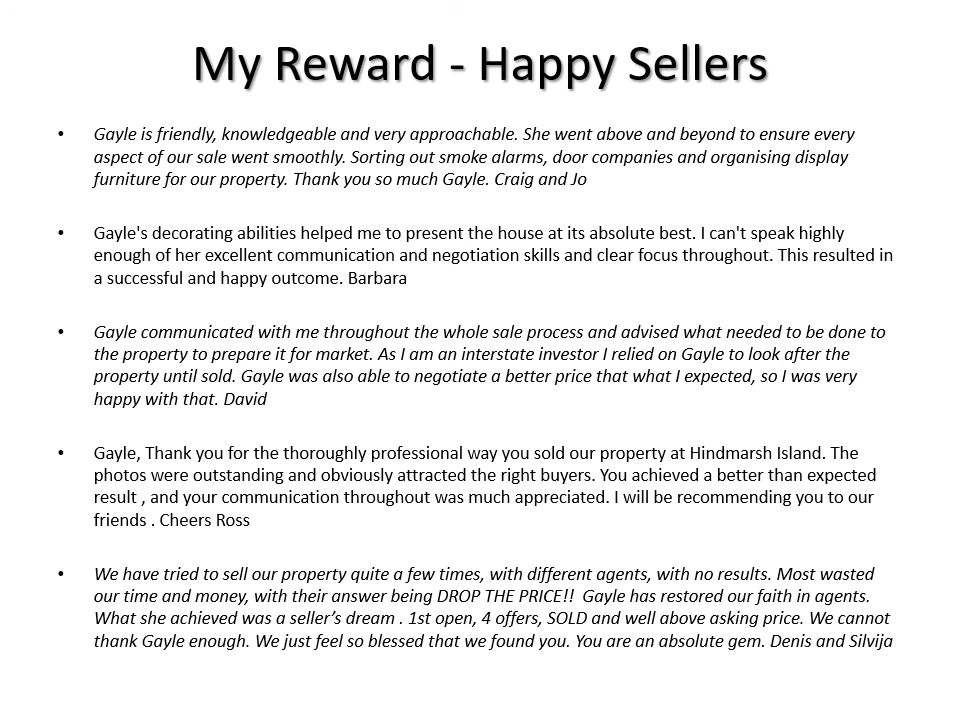 My Reward - Happy Sellers
• Gayle is friendly, knowledgeable and very approachable. She went above and beyond to ensure every
aspect of our sale went smoothly. Sorting out smoke alarms, door companies and organising display
furniture for our property. Thank you so much Gayle. Craig and Jo
• Gayle's decorating abilities helped me to present the house at its absolute best. I can't speak highly
enough of her excellent communication and negotiation skills and clear focus throughout. This resulted in
a successful and happy outcome. Barbara
• Gayle communicated with me throughout the whole sale process and advised what needed to be done to
the property to prepare it for market. As I am an interstate investor I relied on Gayle to look after the
property until sold. Gayle was also able to negotiate a better price that what I expected, so I was very
happy with that. David
• Gayle, Thank you for the thoroughly professional way you sold our property at Hindmarsh Island. The
photos were outstanding and obviously attracted the right buyers. You achieved a better than expected
result , and your communication throughout was much appreciated. I will be recommending you to our
friends . Cheers Ross
• We have tried to sell our property quite a few times, with different agents, with no results. Most wasted
our time and money, with their answer being DROP THE PRICE!!  Gayle has restored our faith in agents.
What she achieved was a seller’s dream . 1st open, 4 offers, SOLD and well above asking price. We cannot
thank Gayle enough. We just feel so blessed that we found you. You are an absolute gem. Denis and Silvija